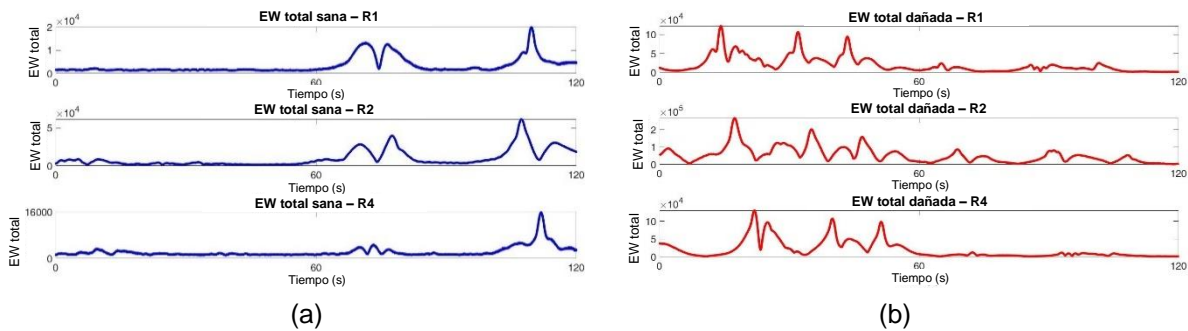 EW total sana – R1
×10⁴
2
1
0
EW total
0
60
120
Tiempo (s)
EW total sana – R2
×10⁴
5
0
EW total
0
60
120
Tiempo (s)
EW total sana – R4
16000
0
EW total
0
60
120
Tiempo (s)
(a)
EW total dañada – R1
×10⁴
10
5
0
EW total
0
60
120
Tiempo (s)
EW total dañada – R2
×10⁵
2
1
0
EW total
0
60
120
Tiempo (s)
EW total dañada – R4
×10⁴
10
5
0
EW total
0
60
120
Tiempo (s)
(b)